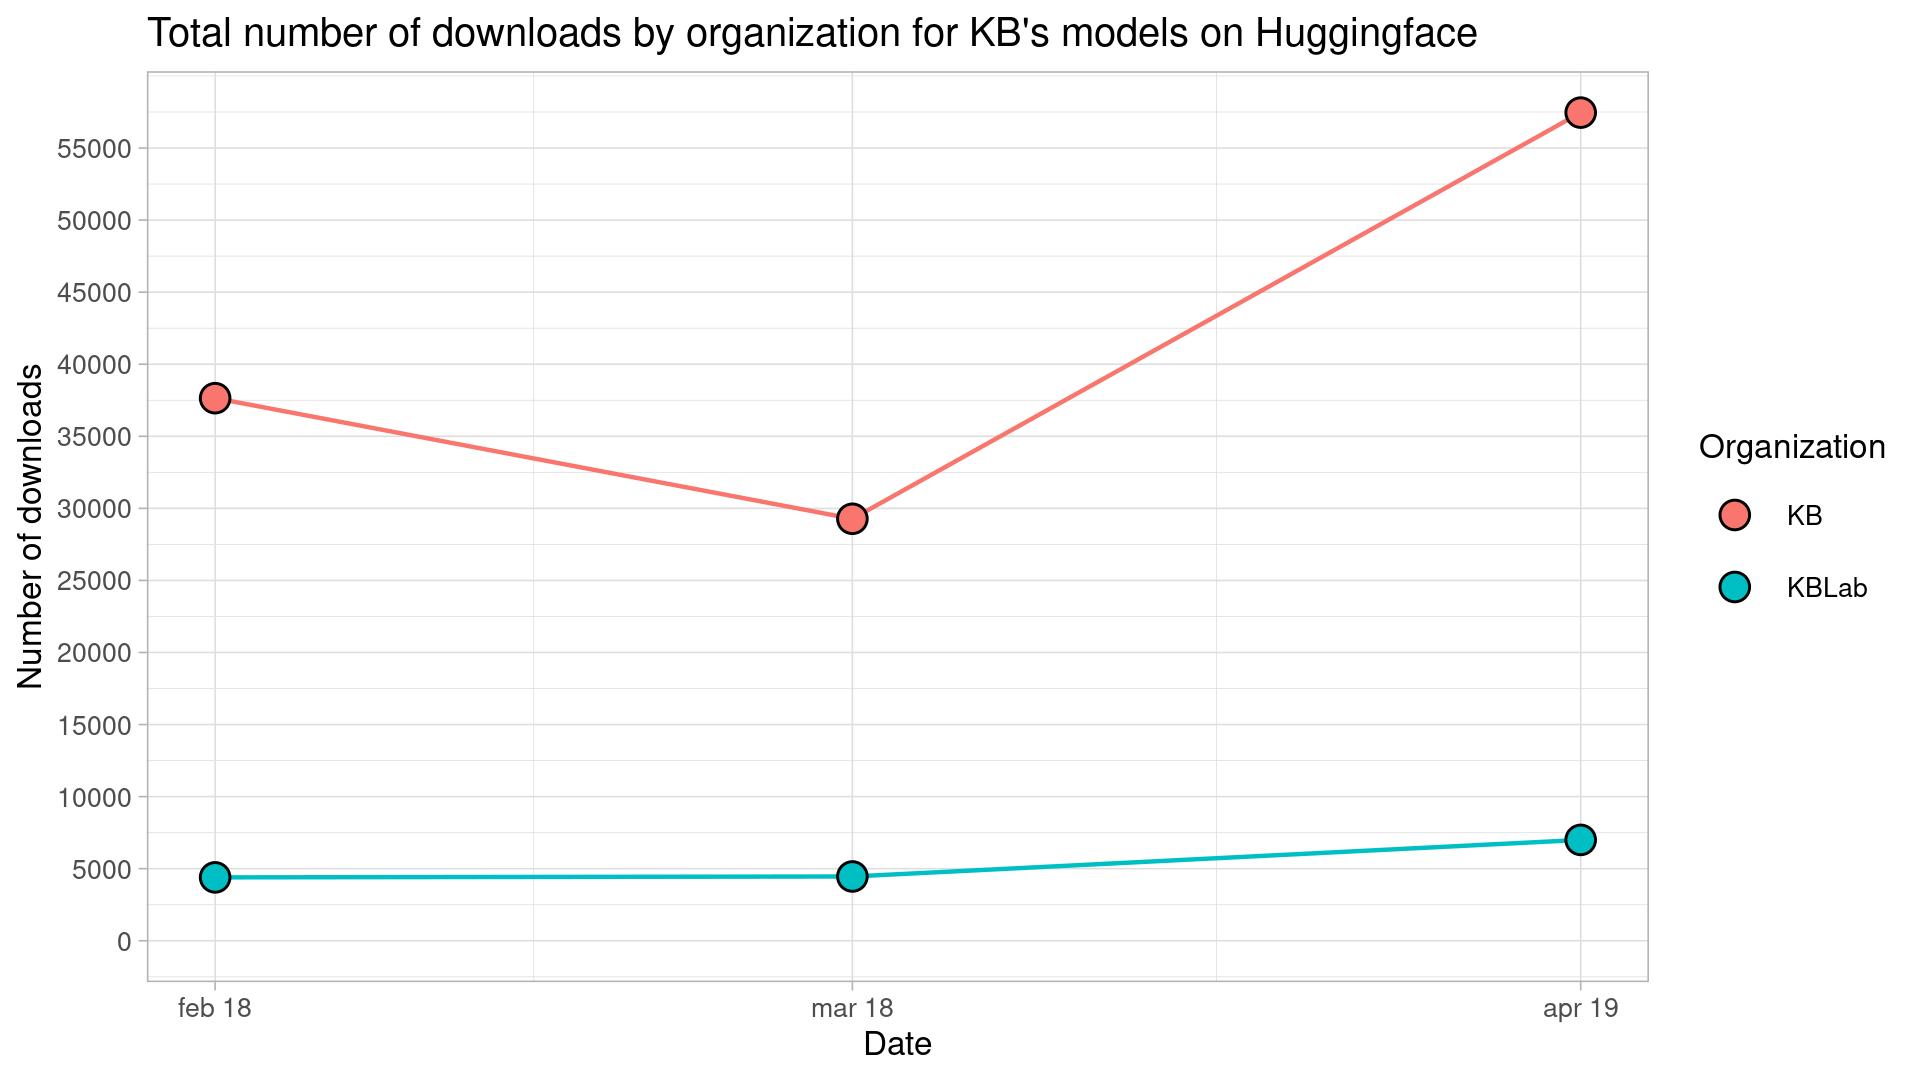 Total number of downloads by organization for KB's models on Huggingface
Number of downloads
55000
50000
45000
40000
35000
30000
25000
20000
15000
10000
5000
0
feb 18
mar 18
apr 19
Date
Organization
KB
KBLab